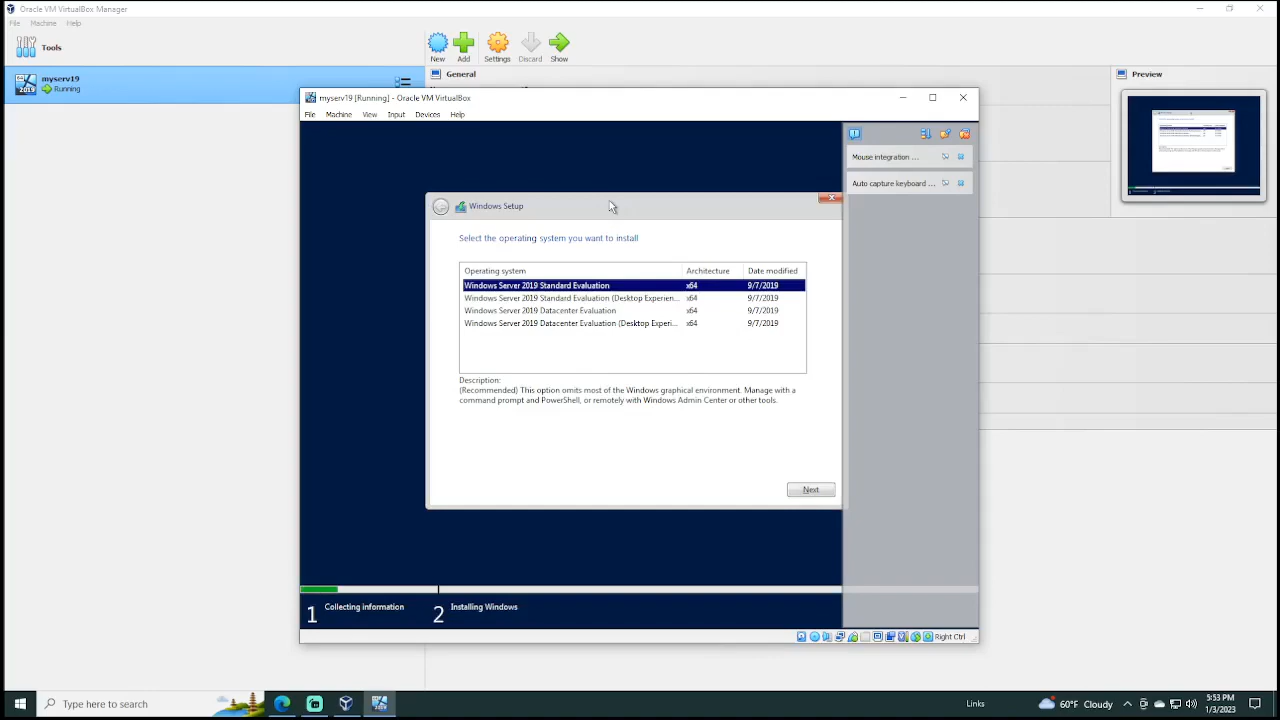 Oracle VM VirtualBox Manager
File Machine Help
Tools
New Add Settings Discard Show
myserv19
Running
General
Preview
myserv19 [Running] - Oracle VM VirtualBox
File Machine View Input Devices Help
Mouse integration ...
Auto capture keyboard ...
Windows Setup
Select the operating system you want to install
Operating system Architecture Date modified
Windows Server 2019 Standard Evaluation x64 9/7/2019
Windows Server 2019 Standard Evaluation (Desktop Experien... x64 9/7/2019
Windows Server 2019 Datacenter Evaluation x64 9/7/2019
Windows Server 2019 Datacenter Evaluation (Desktop Experi... x64 9/7/2019
Description:
(Recommended) This option omits most of the Windows graphical environment. Manage with a
command prompt and PowerShell, or remotely with Windows Admin Center or other tools.
Next
1 Collecting information 2 Installing Windows
Right Ctrl
Type here to search
Links
60°F Cloudy
5:53 PM
1/3/2023